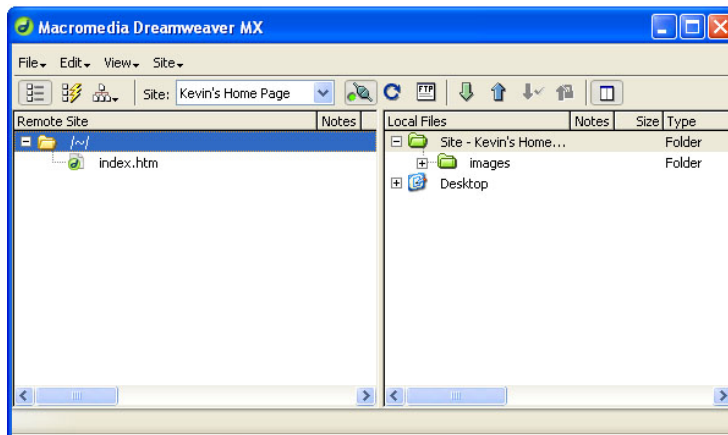 Macromedia Dreamweaver MX
File Edit View Site
Site: Kevin's Home Page FTP
Remote Site Notes Local Files Notes Size Type
/~/ Site - Kevin's Home... Folder
index.htm images Folder
Desktop